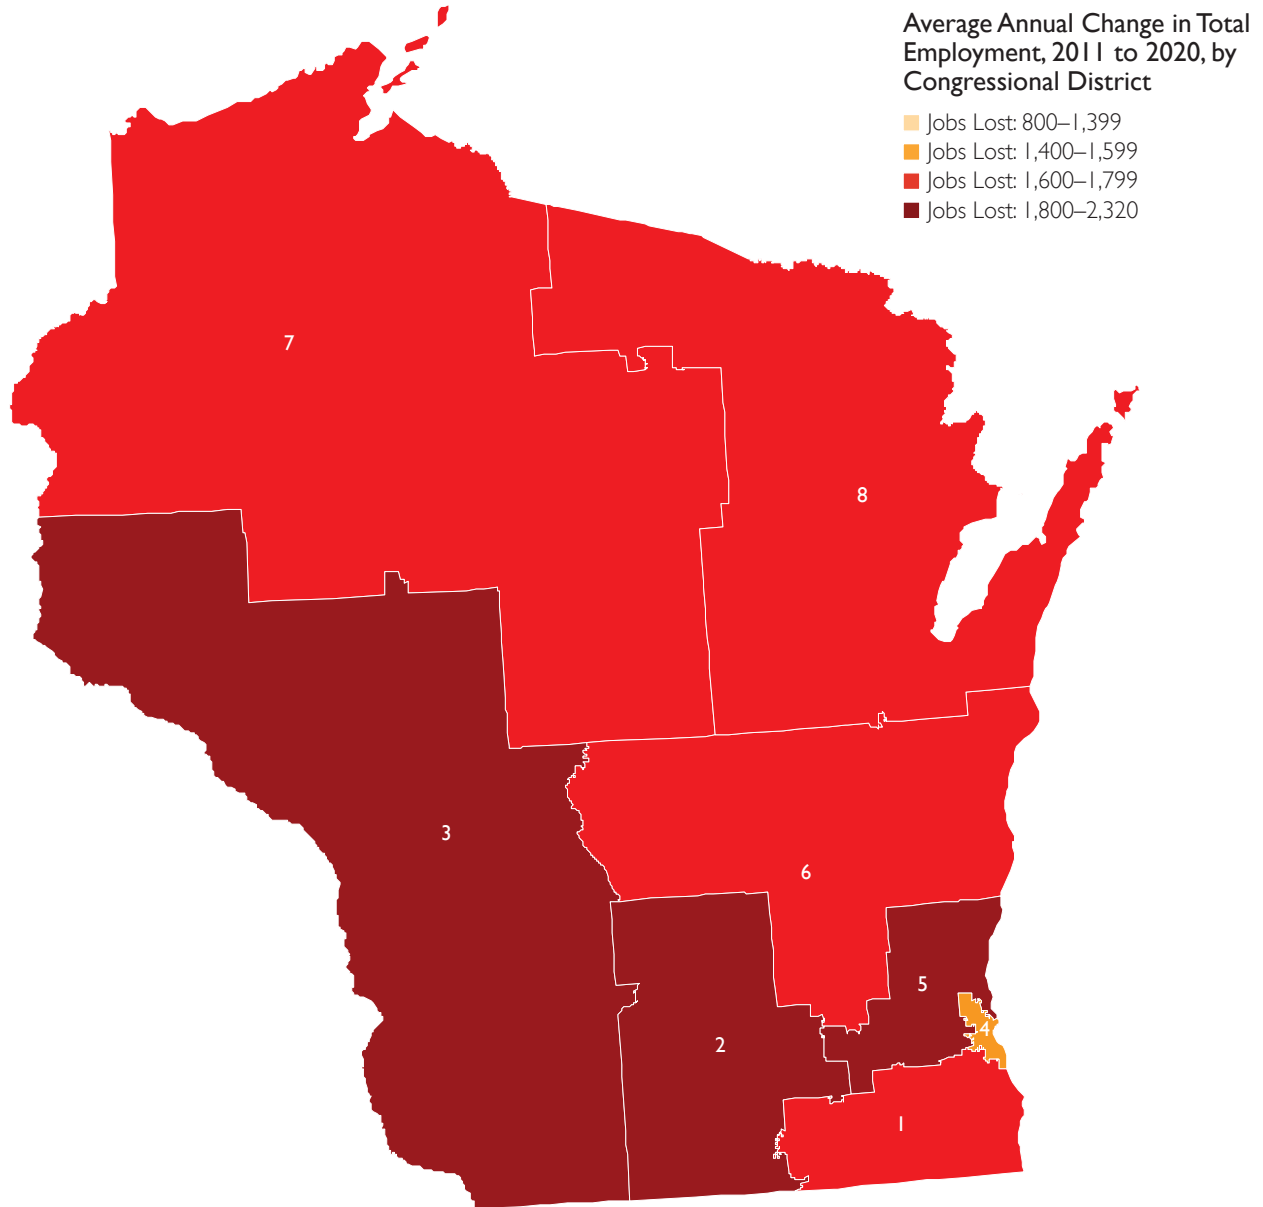 Average Annual Change in Total
Employment, 2011 to 2020, by
Congressional District
Jobs Lost: 800–1,399
Jobs Lost: 1,400–1,599
Jobs Lost: 1,600–1,799
Jobs Lost: 1,800–2,320
7
8
3
6
5
4
2
1